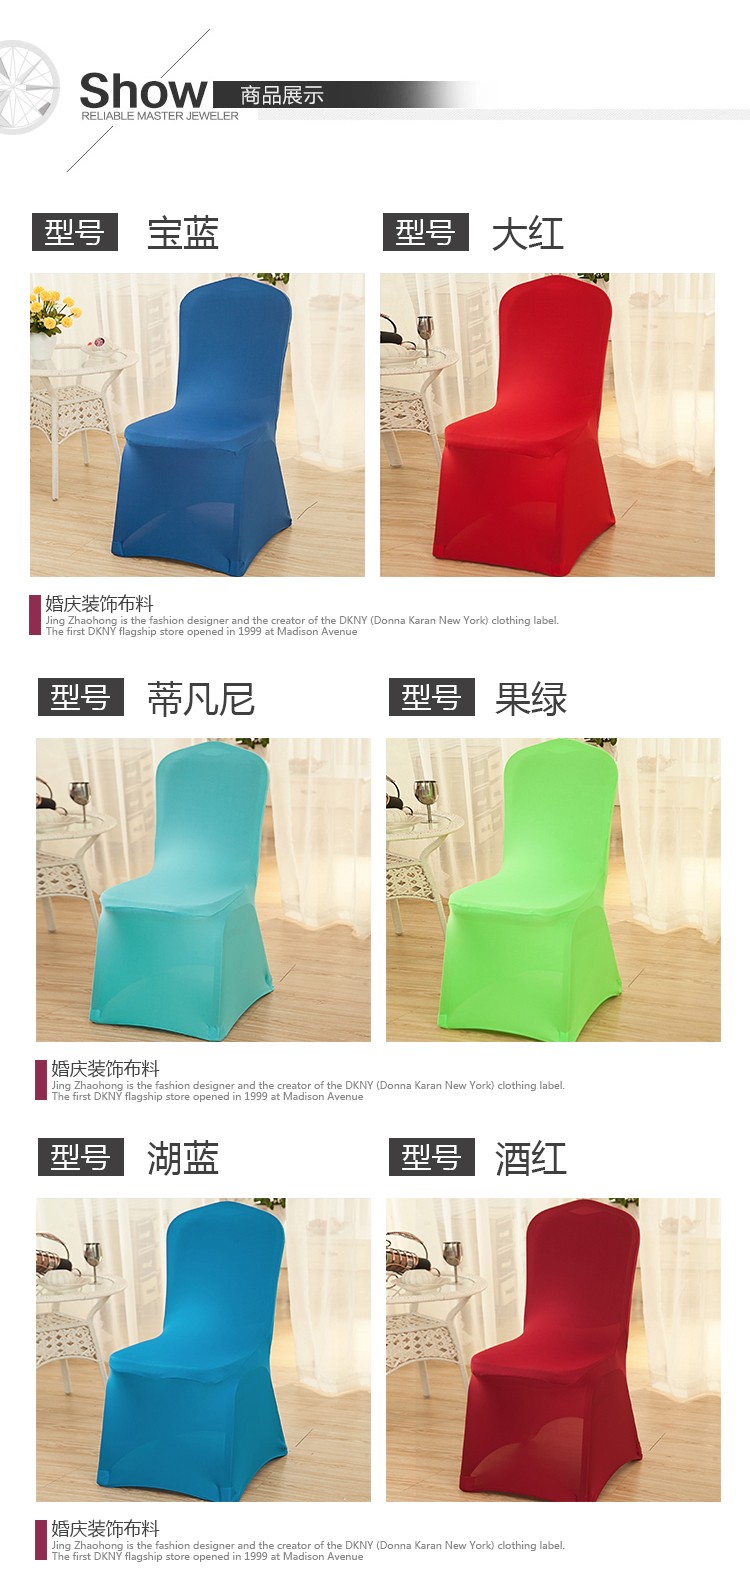 Show 商品展示
RELIABLE MASTER JEWELER
型号 宝蓝
型号 大红
婚庆装饰布料
Jing Zhaohong is the fashion designer and the creator of the DKNY (Donna Karan New York) clothing label.
The first DKNY flagship store opened in 1999 at Madison Avenue
型号 蒂凡尼
型号 果绿
婚庆装饰布料
Jing Zhaohong is the fashion designer and the creator of the DKNY (Donna Karan New York) clothing label.
The first DKNY flagship store opened in 1999 at Madison Avenue
型号 湖蓝
型号 酒红
婚庆装饰布料
Jing Zhaohong is the fashion designer and the creator of the DKNY (Donna Karan New York) clothing label.
The first DKNY flagship store opened in 1999 at Madison Avenue